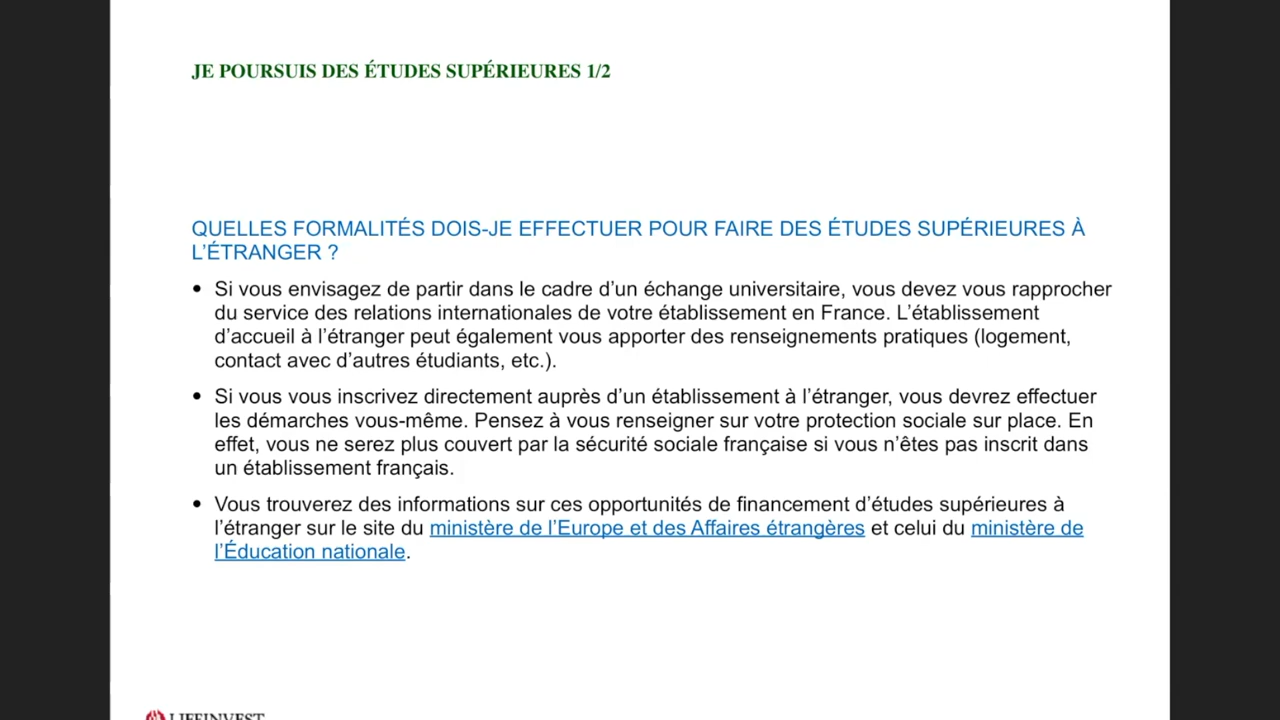 JE POURSUIS DES ÉTUDES SUPÉRIEURES 1/2
QUELLES FORMALITÉS DOIS-JE EFFECTUER POUR FAIRE DES ÉTUDES SUPÉRIEURES À
L’ÉTRANGER ?
• Si vous envisagez de partir dans le cadre d’un échange universitaire, vous devez vous rapprocher
du service des relations internationales de votre établissement en France. L’établissement
d’accueil à l’étranger peut également vous apporter des renseignements pratiques (logement,
contact avec d’autres étudiants, etc.).
• Si vous vous inscrivez directement auprès d’un établissement à l’étranger, vous devrez effectuer
les démarches vous-même. Pensez à vous renseigner sur votre protection sociale sur place. En
effet, vous ne serez plus couvert par la sécurité sociale française si vous n’êtes pas inscrit dans
un établissement français.
• Vous trouverez des informations sur ces opportunités de financement d’études supérieures à
l’étranger sur le site du ministère de l’Europe et des Affaires étrangères et celui du ministère de
l’Éducation nationale.
LIFEINVEST